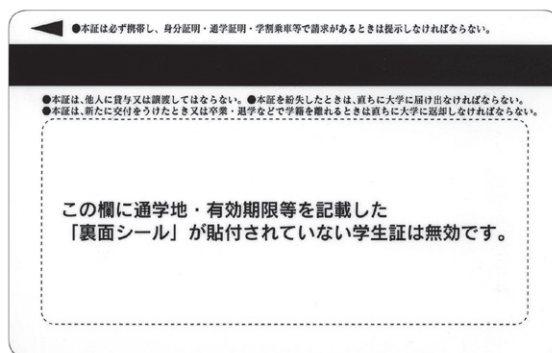 ●本証は必ず携帯し、身分証明・通学証明・学割乗車等で請求があるときは提示しなければならない。
●本証は、他人に貸与又は譲渡してはならない。●本証を紛失したときは、直ちに大学に届け出なければならない。
●本証は、新たに交付をうけたとき又は卒業・退学などで学籍を離れるときは直ちに大学に返却しなければならない。
この欄に通学地・有効期限等を記載した
「裏面シール」が貼付されていない学生証は無効です。